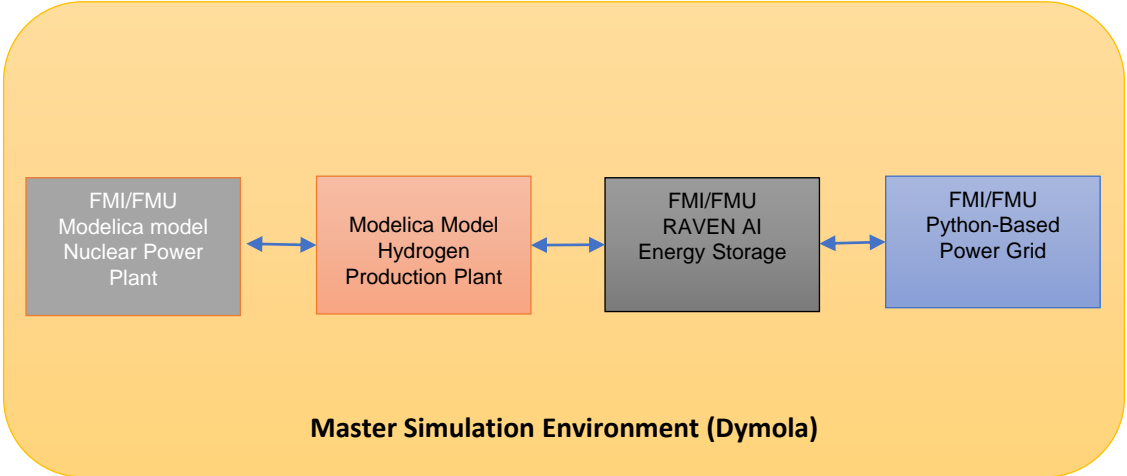 FMI/FMU
Modelica model
Nuclear Power
Plant
Modelica Model
Hydrogen
Production Plant
FMI/FMU
RAVEN AI
Energy Storage
FMI/FMU
Python-Based
Power Grid
Master Simulation Environment (Dymola)